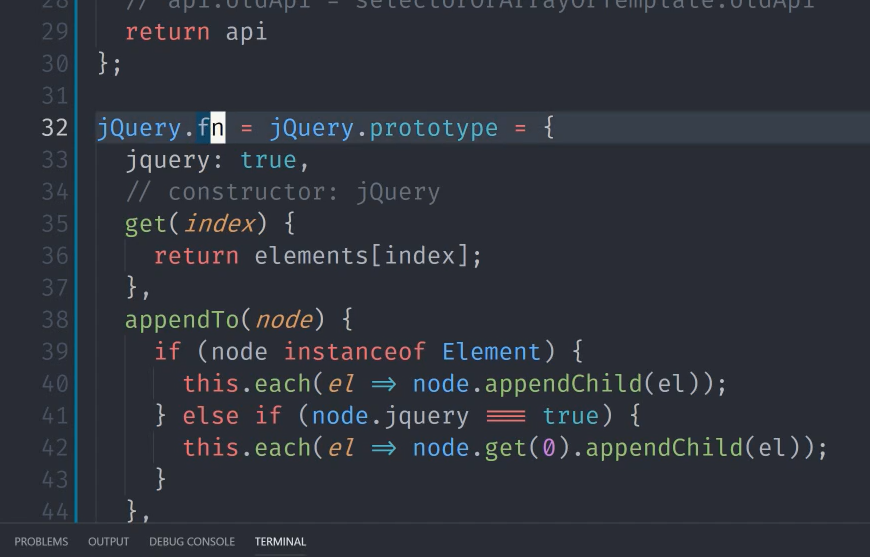 28 // api.oldApi = selectorOrArrayOrTemplate.oldApi
29 return api
30 };
31
32 jQuery.fn = jQuery.prototype = {
33 jquery: true,
34 // constructor: jQuery
35 get(index) {
36 return elements[index];
37 },
38 appendTo(node) {
39 if (node instanceof Element) {
40 this.each(el => node.appendChild(el));
41 } else if (node.jquery === true) {
42 this.each(el => node.get(0).appendChild(el));
43 }
44 },
PROBLEMS OUTPUT DEBUG CONSOLE TERMINAL